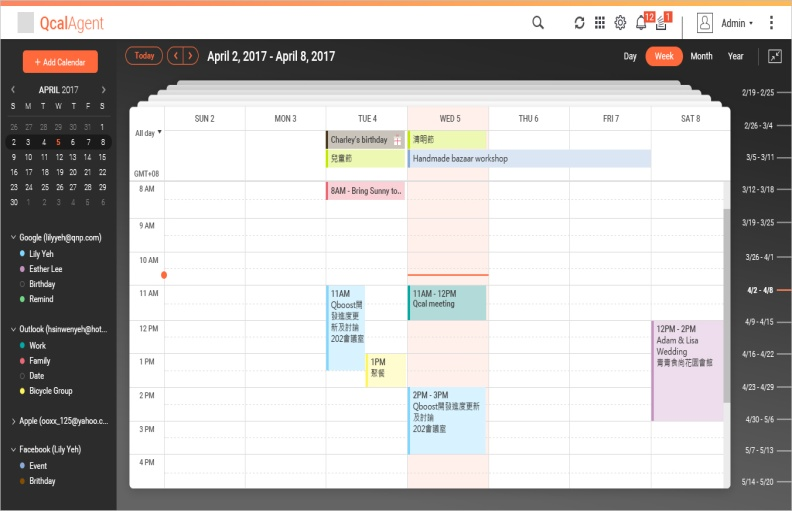 QcalAgent
12
1
Admin
+ Add Calendar
Today
April 2, 2017 - April 8, 2017
Day
Week
Month
Year
APRIL 2017
S M T W T F S
26 27 28 29 30 31 1
2 3 4 5 6 7 8
9 10 11 12 13 14 15
16 17 18 19 20 21 22
23 24 25 26 27 28 29
30 1 2 3 4 5 6
Google (lilyyeh@qnp.com)
Lily Yeh
Esther Lee
Birthday
Remind
Outlook (hsinwenyeh@hot...
Work
Family
Date
Bicycle Group
Apple (ooxx_125@yahoo.c...
Facebook (Lily Yeh)
Event
Brithday
SUN 2
MON 3
TUE 4
WED 5
THU 6
FRI 7
SAT 8
All day
Charley's birthday
清明節
兒童節
Handmade bazaar workshop
GMT+08
8 AM
8AM - Bring Sunny to..
9 AM
10 AM
11 AM
11AM
Qboost開
發進度更
新及討論
202會議室
11AM - 12PM
Qcal meeting
12 PM
12PM - 2PM
Adam & Lisa
Wedding
青青食尚花園會館
1 PM
1PM
聚餐
2 PM
2PM - 3PM
Qboost開發進度更新
及討論
202會議室
3 PM
4 PM
2/19 - 2/25
2/26 - 3/4
3/5 - 3/11
3/12 - 3/18
3/19 - 3/25
3/26 - 4/1
4/2 - 4/8
4/9 - 4/15
4/16 - 4/22
4/23 - 4/29
4/30 - 5/6
5/7 - 5/13
5/14 - 5/20